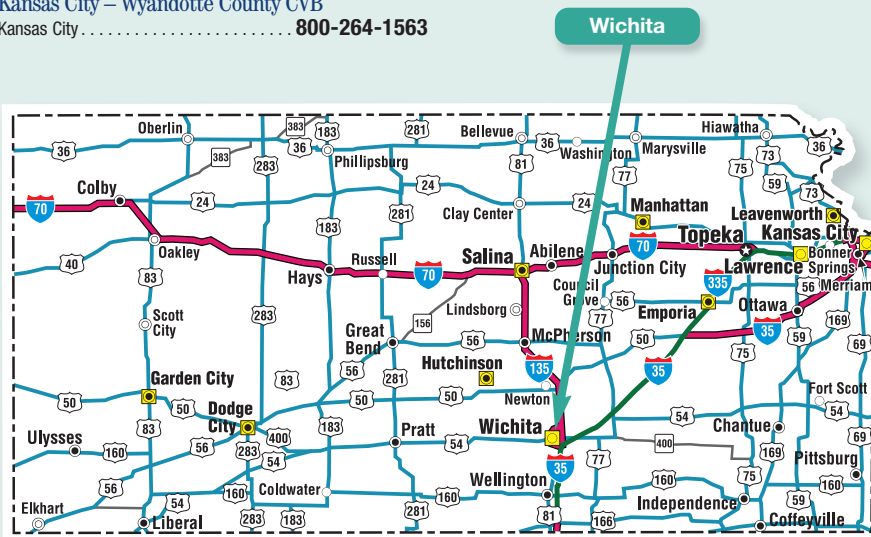 Kansas City – Wyandotte County CVB
Kansas City . . . . . . . . . . . . . . . . . . . . . . . 800-264-1563
Wichita
Oberlin
383
183
281
Bellevue
Hiawatha
36
383
36
Phillipsburg
36
Washington
Marysville
75
73
36
283
81
77
59
73
Colby
24
24
24
Manhattan
Leavenworth
70
183
281
Clay Center
Topeka
Kansas City
40
Oakley
Russell
70
Salina
Abilene
70
Junction City
Lawrence
Bonner
Springs
Merriam
83
Hays
Council
Grove
335
Scott
City
283
156
Lindsborg
77
56
Emporia
56
Ottawa
169
Great
Bend
56
McPherson
50
35
59
69
Garden City
83
56
Hutchinson
135
35
75
50
50
Dodge
City
281
50
Newton
Fort Scott
54
Ulysses
83
400
183
Pratt
54
Wichita
54
Chanute
69
160
56
283
54
400
77
169
Pittsburg
56
54
160
Coldwater
160
Wellington
35
160
75
59
Elkhart
Liberal
283
183
281
81
166
Independence
Coffeyville